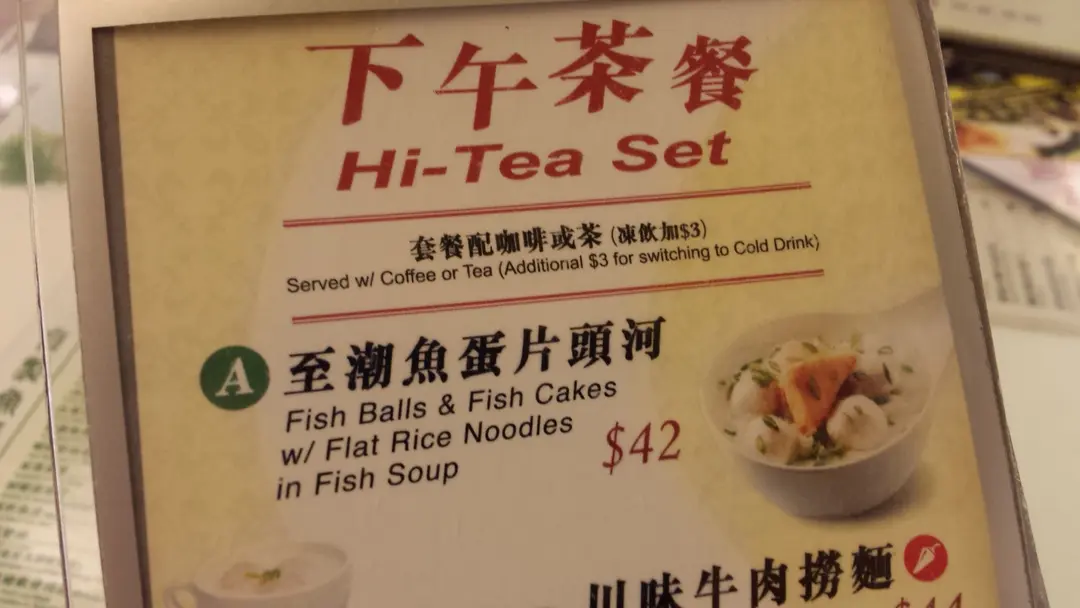 下午茶餐
Hi-Tea Set
套餐配咖啡或茶 (凍飲加$3)
Served w/ Coffee or Tea (Additional $3 for switching to Cold Drink)
A 至潮魚蛋片頭河
Fish Balls & Fish Cakes
w/ Flat Rice Noodles
in Fish Soup
$42
川味牛肉撈麵
$44